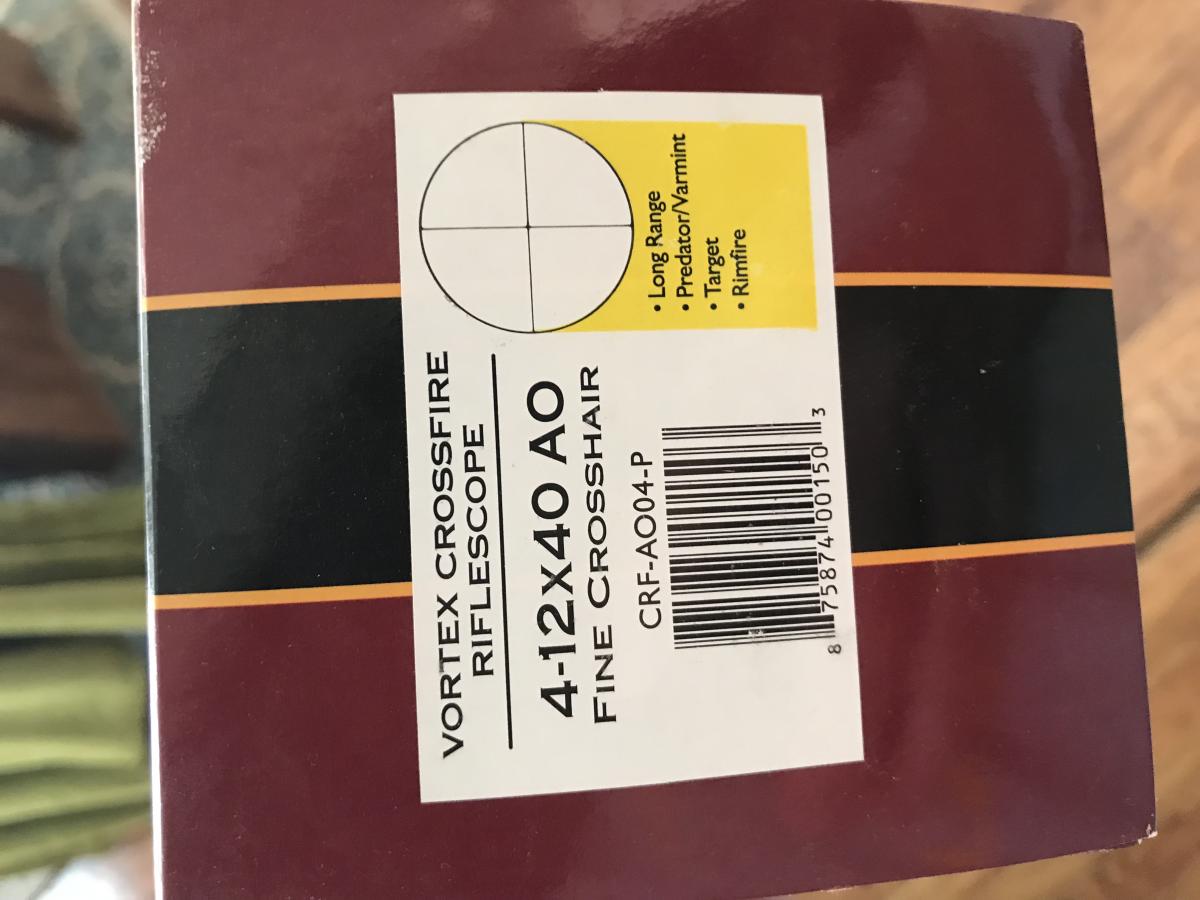 VORTEX CROSSFIRE
RIFLESCOPE
4-12X40 AO
FINE CROSSHAIR
CRF-AO04-P
8 75874 00150 3
• Long Range
• Predator/Varmint
• Target
• Rimfire